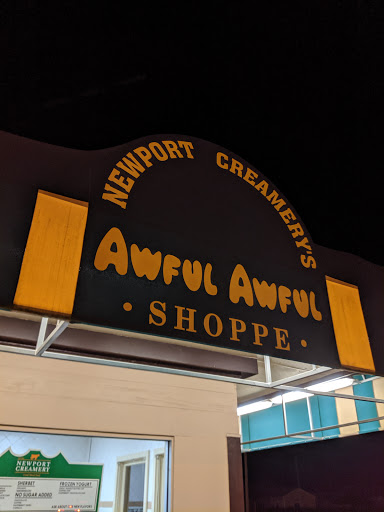 NEWPORT CREAMERY'S
AWFUL AWFUL
• SHOPPE •
NEWPORT
CREAMERY
SHERBET
NO SUGAR ADDED
FROZEN YOGURT